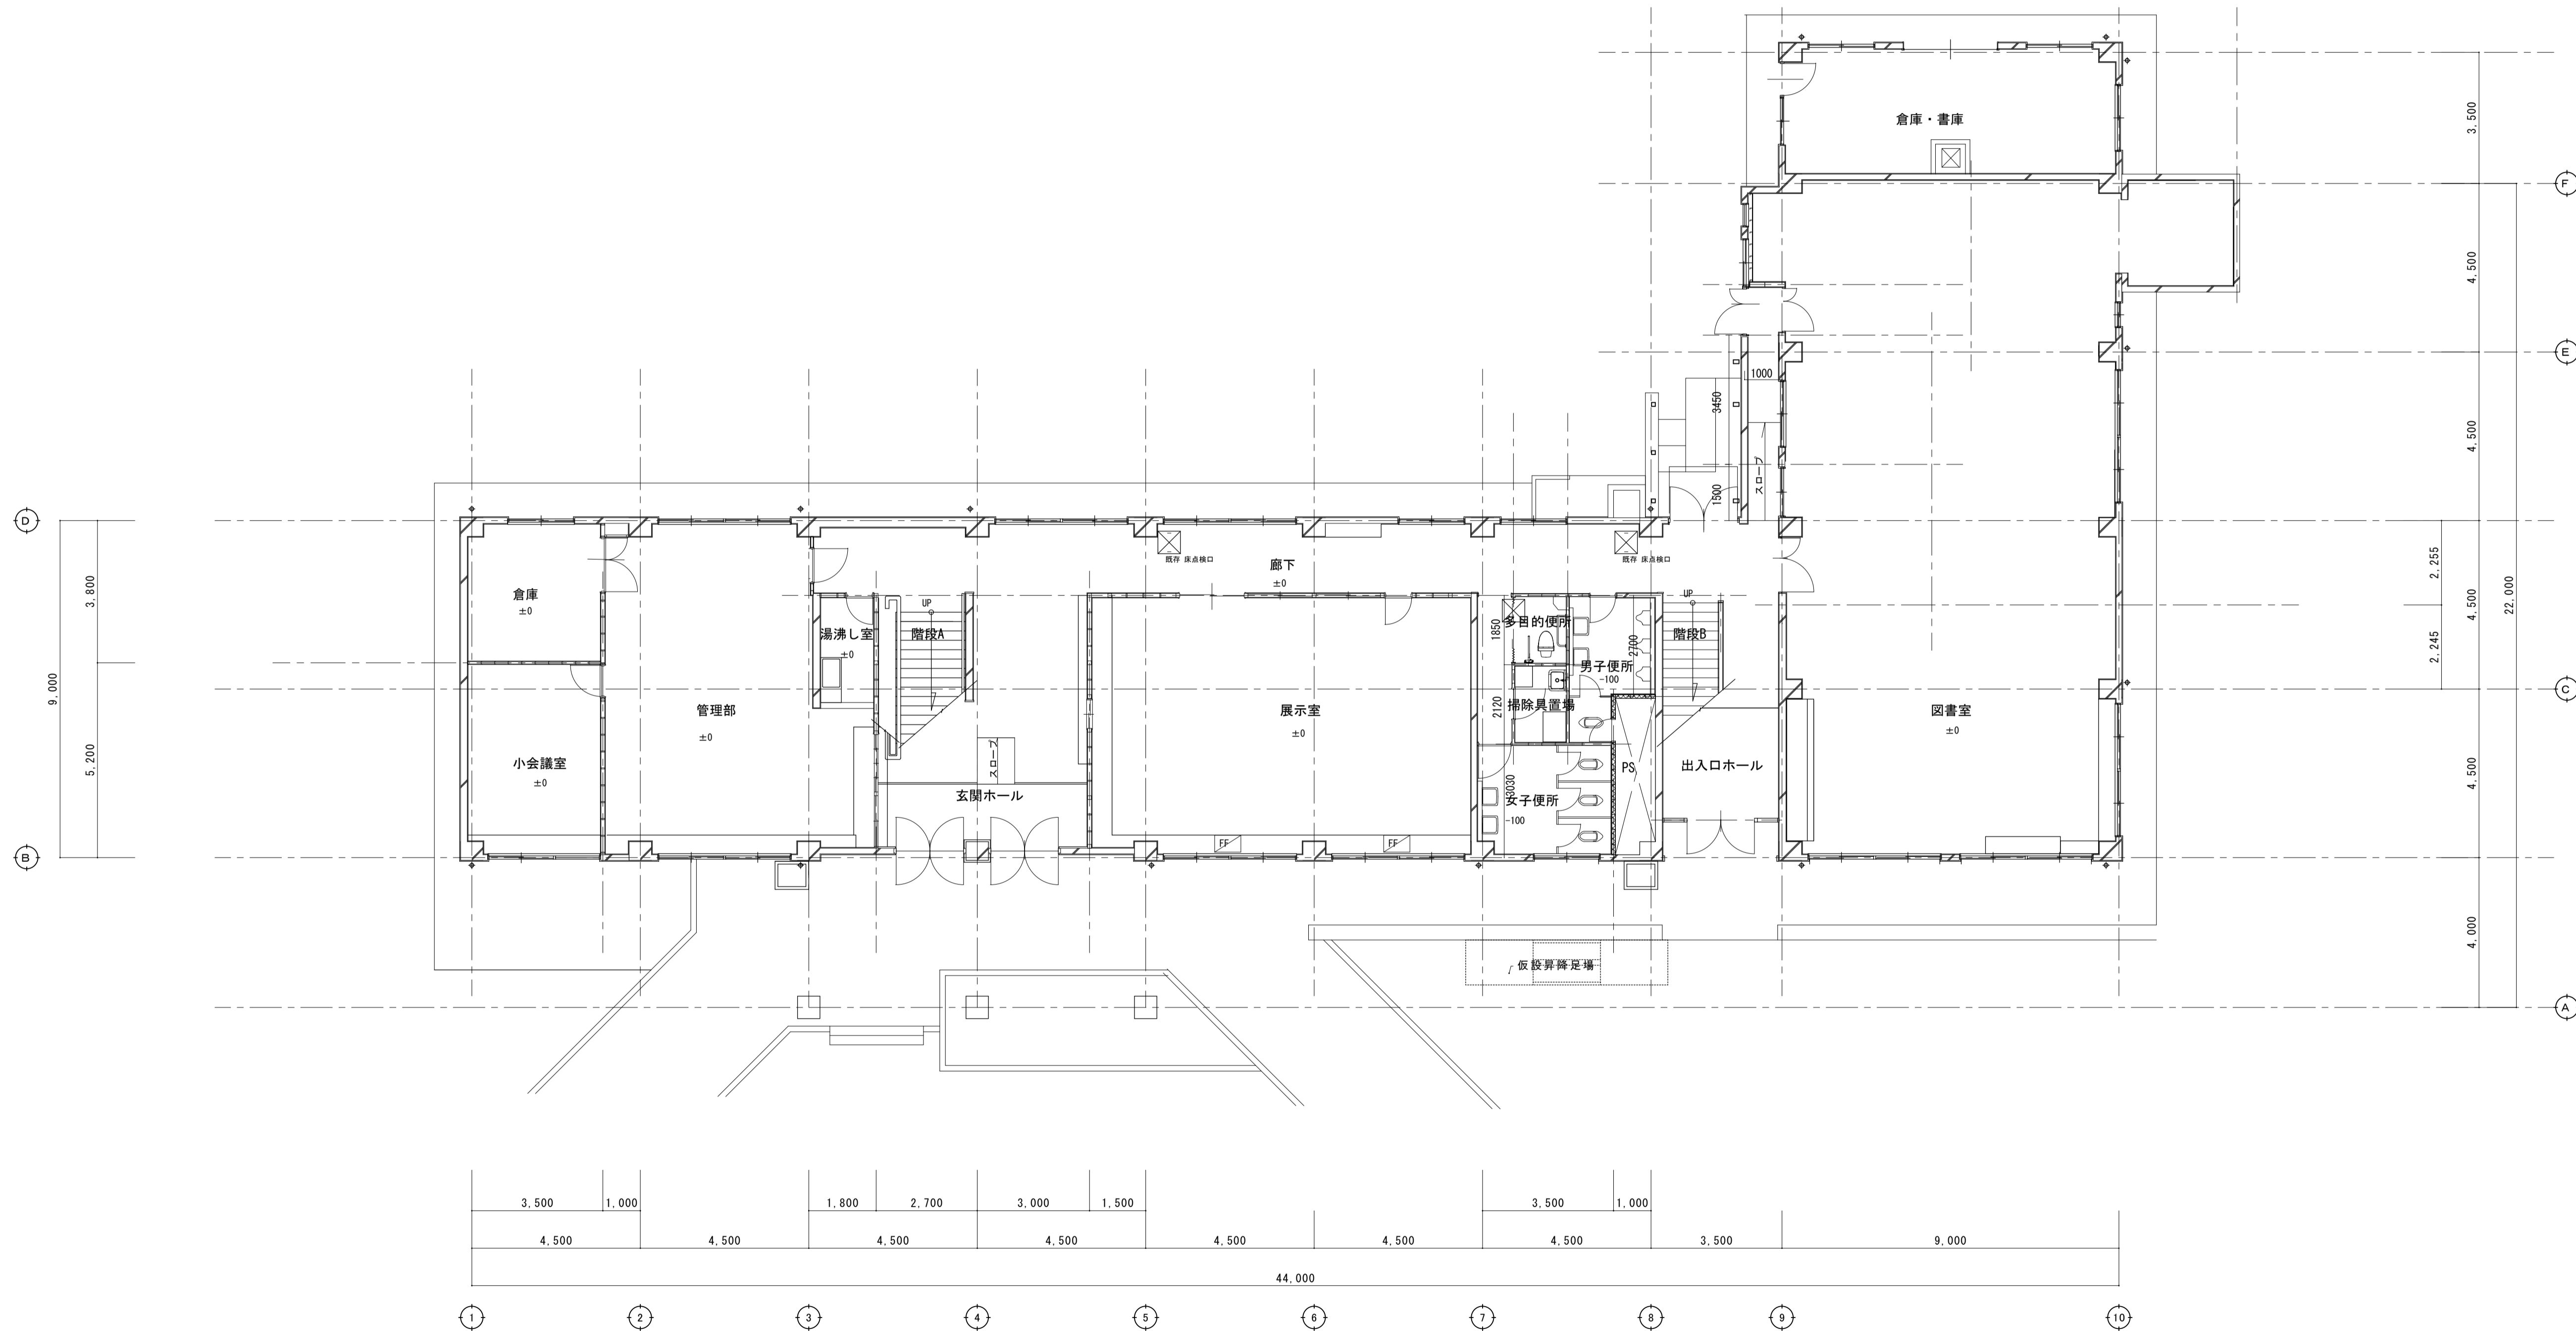 倉庫・書庫
3,500
F
4,500
E
1000
3450
4,500
スロープ
1500
D
D
既存 床点検口
既存 床点検口
廊下
±0
2,255
3,800
倉庫
±0
UP
UP
22,000
4,500
湯沸し室
±0
階段A
1850
多目的便所
2700
階段B
2,245
男子便所
-100
9,000
C
管理部
±0
展示室
±0
2120
掃除具置場
図書室
±0
5,200
小会議室
±0
スロープ
PS
出入口ホール
4,500
玄関ホール
3030
女子便所
-100
FF
FF
B
4,000
仮設昇降足場
A
3,500
1,000
1,800
2,700
3,000
1,500
3,500
1,000
4,500
4,500
4,500
4,500
4,500
4,500
4,500
3,500
9,000
44,000
1
2
3
4
5
6
7
8
9
10